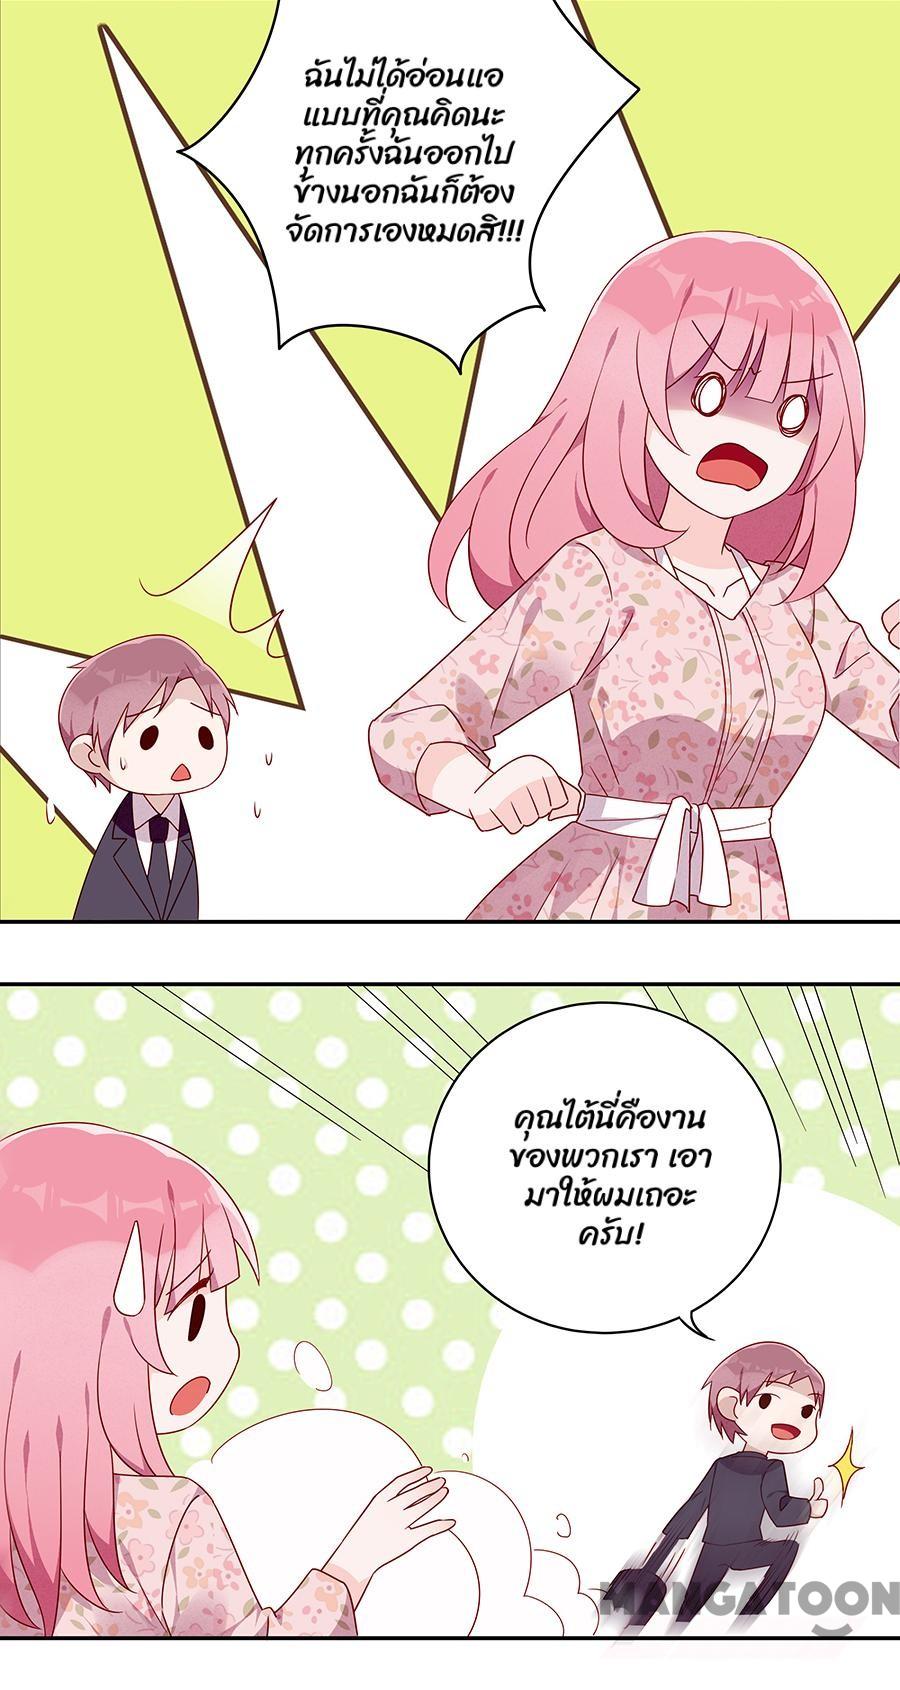 ฉันไม่ได้อ่อนแอ
แบบที่คุณคิดนะ
ทุกครั้งฉันออกไป
ข้างนอกฉันก็ต้อง
จัดการเองหมดสิ!!!
คุณไต้นี่คืองาน
ของพวกเรา เอา
มาให้ผมเถอะ
ครับ!
MANGATOON